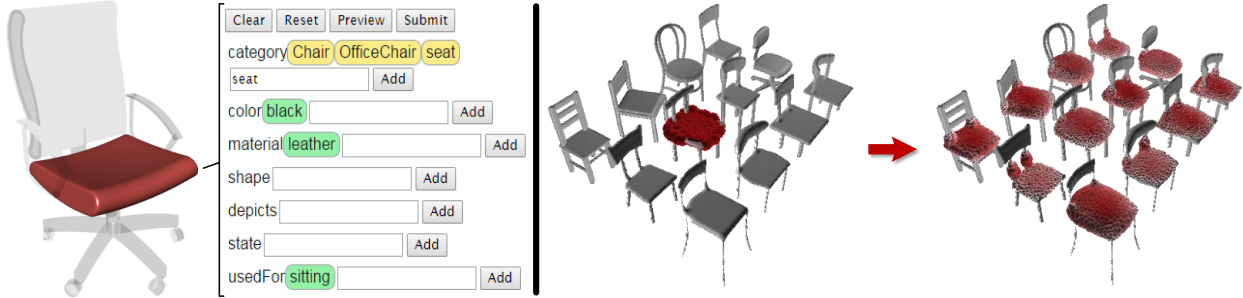 Clear Reset Preview Submit
category Chair OfficeChair seat
seat Add
color black Add
material leather Add
shape Add
depicts Add
state Add
usedFor sitting Add